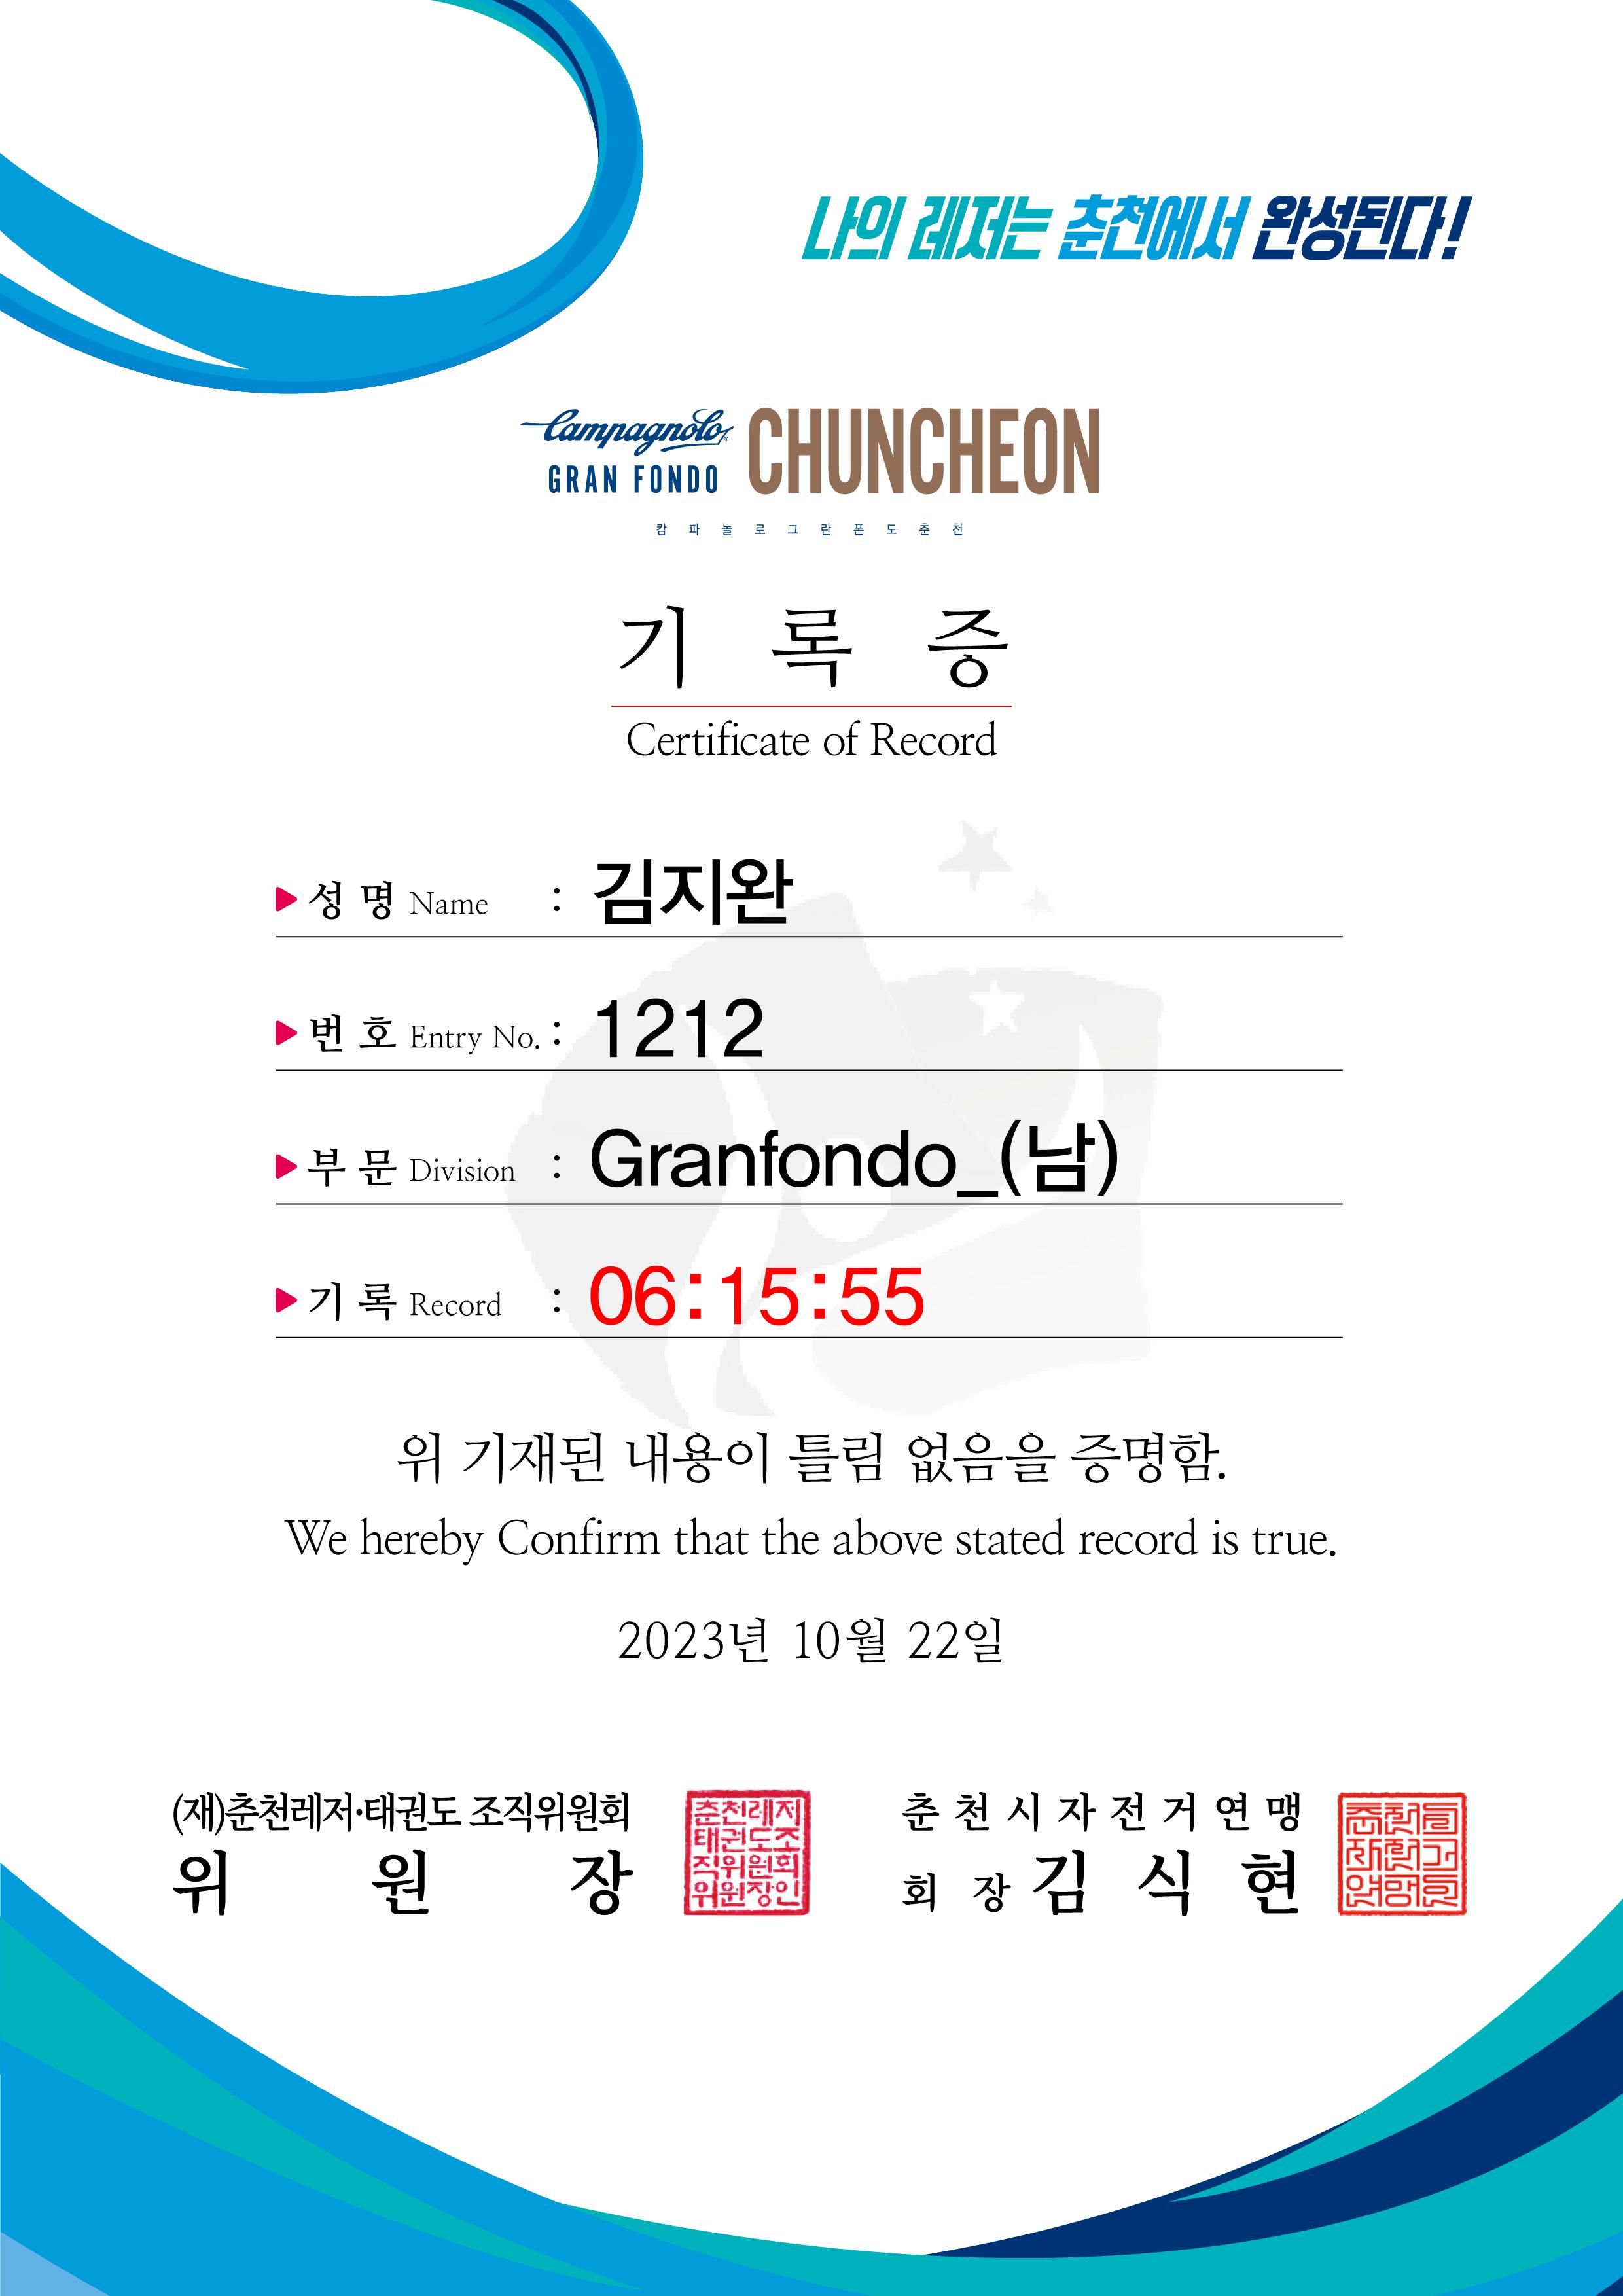 나의 레저는 춘천에서 완성된다!
Campagnolo
GRAN FONDO
CHUNCHEON
캄파놀로그란폰도춘천
기 록 증
Certificate of Record
성 명 Name : 김지완
번 호 Entry No. : 1212
부 문 Division : Granfondo_(남)
기 록 Record : 06:15:55
위 기재된 내용이 틀림 없음을 증명함.
We hereby Confirm that the above stated record is true.
2023년 10월 22일
(재)춘천레저·태권도 조직위원회
위 원 장
춘천레저
태권도조
직위원회
위원장인
춘 천 시 자 전 거 연 맹
회 장 김 식 현